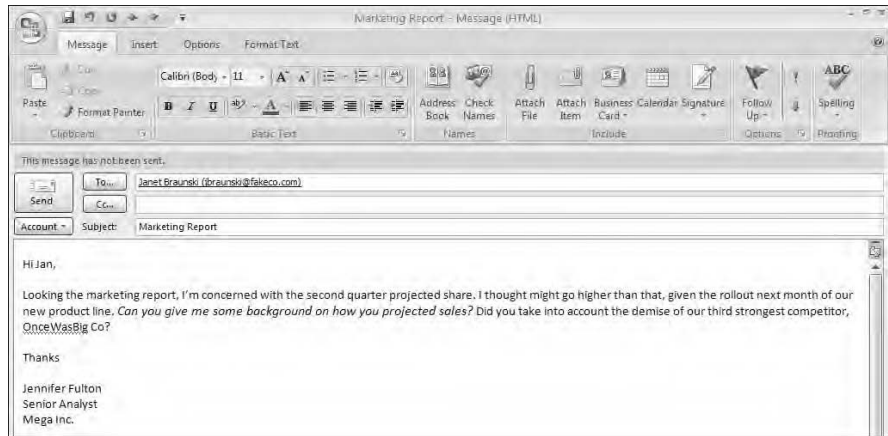 Marketing Report - Message (HTML)
Message Insert Options Format Text
Cut
Calibri (Body) 11 A A
Copy
Paste
Format Painter
B I U ab A
Address Book
Check Names
Attach File
Attach Item
Business Card
Calendar
Signature
Follow Up
ABC
Spelling
Clipboard Basic Text Names Include Options Proofing
This message has not been sent.
To... Janet Braunski (jbraunski@fakeco.com)
Send
Cc...
Account Subject: Marketing Report
Hi Jan,
Looking the marketing report, I'm concerned with the second quarter projected share. I thought might go higher than that, given the rollout next month of our
new product line. Can you give me some background on how you projected sales? Did you take into account the demise of our third strongest competitor,
OnceWasBig Co?
Thanks
Jennifer Fulton
Senior Analyst
Mega Inc.